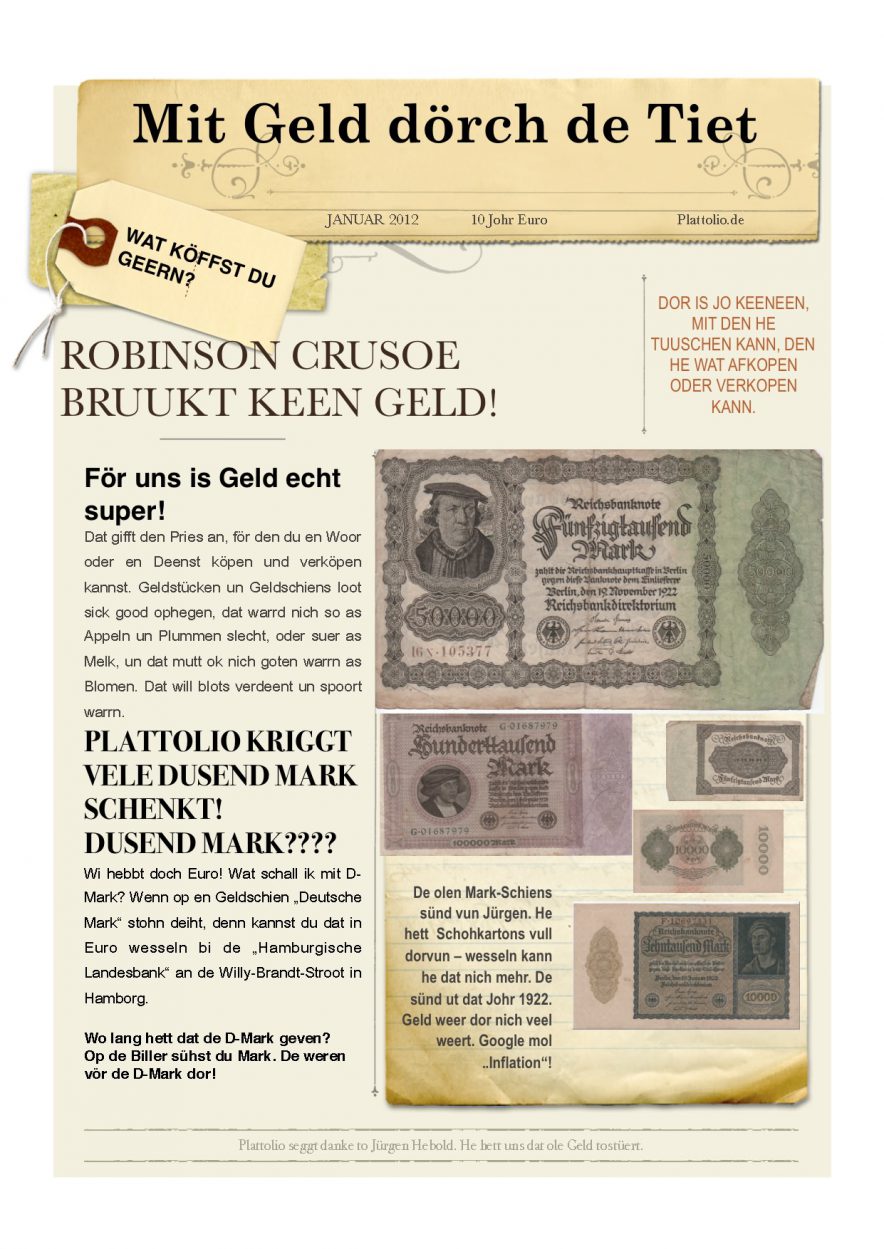 Mit Geld dörch de Tiet
JANUAR 2012 10 Johr Euro Plattolio.de
WAT KÖFFST DU
GEERN?
ROBINSON CRUSOE
BRUUKT KEEN GELD!
DOR IS JO KEENEEN,
MIT DEN HE
TUUSCHEN KANN, DEN
HE WAT AFKOPEN
ODER VERKOPEN
KANN.
För uns is Geld echt
super!
Dat gifft den Pries an, för den du en Woor
oder en Deenst köpen und verköpen
kannst. Geldstücken un Geldschiens loot
sick good ophegen, dat warrd nich so as
Appeln un Plummen slecht, oder suer as
Melk, un dat mutt ok nich goten warrn as
Blomen. Dat will blots verdeent un spoort
warrn.
PLATTOLIO KRIGGT
VELE DUSEND MARK
SCHENKT!
DUSEND MARK????
Wi hebbt doch Euro! Wat schall ik mit D-
Mark? Wenn op en Geldschien „Deutsche
Mark“ stohn deiht, denn kannst du dat in
Euro wesseln bi de „Hamburgische
Landesbank“ an de Willy-Brandt-Stroot in
Hamborg.
Wo lang hett dat de D-Mark geven?
Op de Biller sühst du Mark. De weren
vör de D-Mark dor!
Reichsbanknote
Fünfzigtausend
Mark
zahlt die Reichsbankhauptkasse in Berlin
gegen diese Banknote dem Einlieferer
Berlin, den 19. November 1922
Reichsbankdirektorium
50000
50000
16X·105377
Reichsbanknote G·01687979
Hunderttausend
Mark
G·01687979
100000 MARK
Reichsbanknote
50000
Fünfzigtausend Mark
10000
10000
Reichsbanknote
Zehntausend Mark
10000
De olen Mark-Schiens
sünd vun Jürgen. He
hett Schohkartons vull
dorvun – wesseln kann
he dat nich mehr. De
sünd ut dat Johr 1922.
Geld weer dor nich veel
weert. Google mol
„Inflation“!
Plattolio seggt danke to Jürgen Hebold. He hett uns dat ole Geld tostüert.